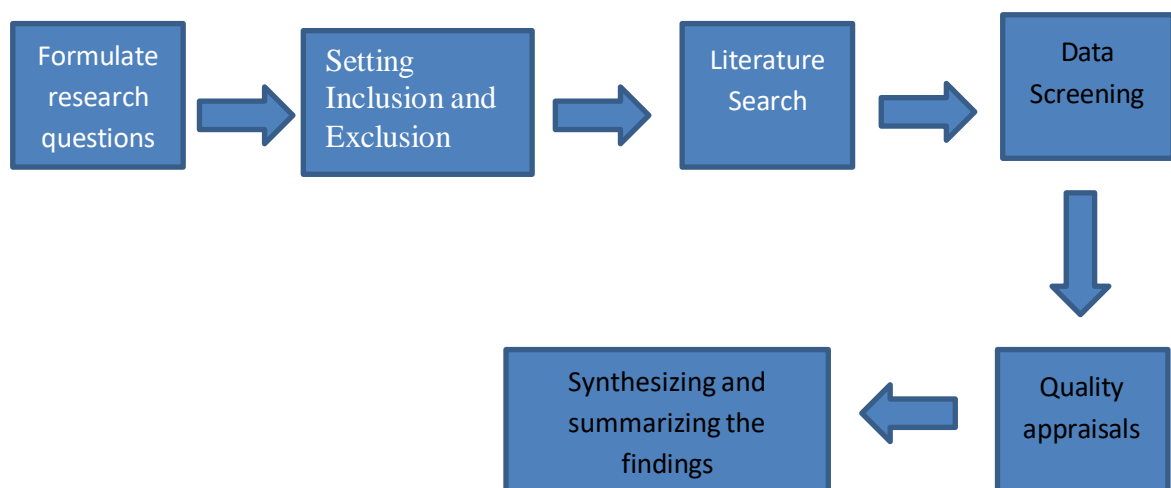 Formulate
research
questions
Setting
Inclusion and
Exclusion
Literature
Search
Data
Screening
Quality
appraisals
Synthesizing and
summarizing the
findings